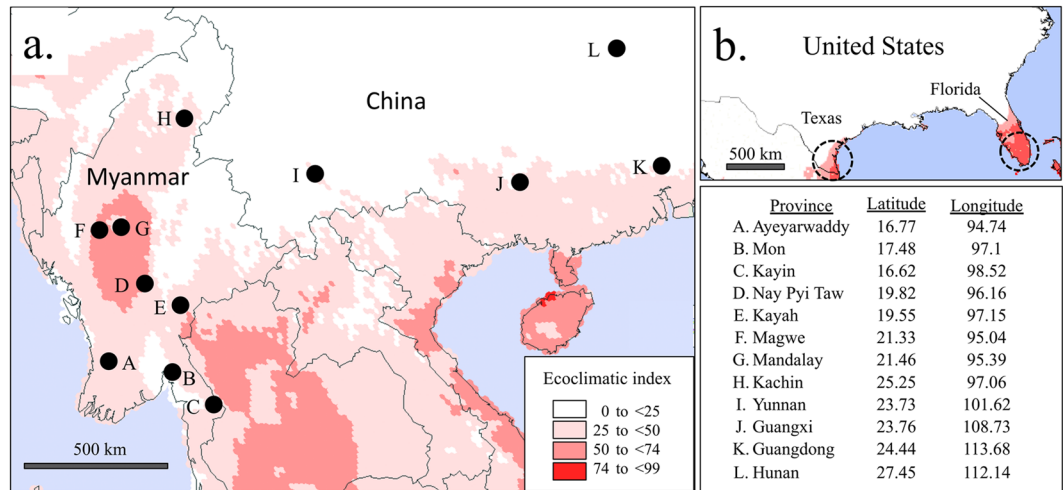 a.
L
China
H
Myanmar
I
J
K
F
G
D
E
A
B
C
500 km
Ecoclimatic index
0 to <25
25 to <50
50 to <74
74 to <99
b.
United States
Florida
Texas
500 km
Province Latitude Longitude
A. Ayeyarwaddy 16.77 94.74
B. Mon 17.48 97.1
C. Kayin 16.62 98.52
D. Nay Pyi Taw 19.82 96.16
E. Kayah 19.55 97.15
F. Magwe 21.33 95.04
G. Mandalay 21.46 95.39
H. Kachin 25.25 97.06
I. Yunnan 23.73 101.62
J. Guangxi 23.76 108.73
K. Guangdong 24.44 113.68
L. Hunan 27.45 112.14